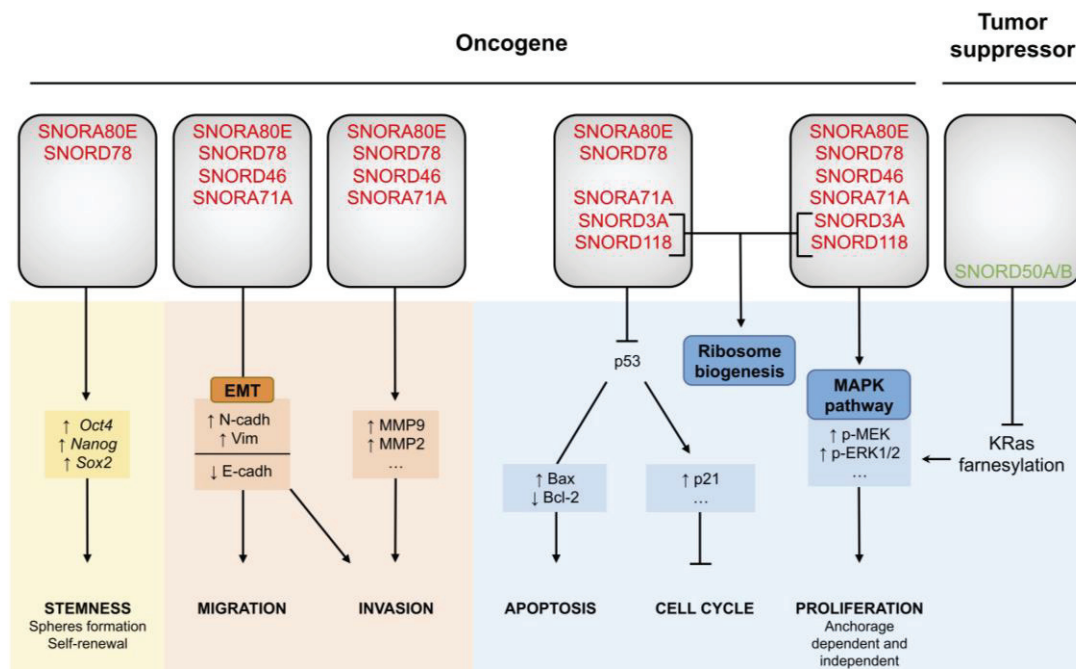 Oncogene
Tumor
suppressor
SNORA80E
SNORD78
SNORA80E
SNORD78
SNORD46
SNORA71A
SNORA80E
SNORD78
SNORD46
SNORA71A
SNORA80E
SNORD78
SNORA71A
SNORD3A
SNORD118
SNORA80E
SNORD78
SNORD46
SNORA71A
SNORD3A
SNORD118
SNORD50A/B
↑ Oct4
↑ Nanog
↑ Sox2
EMT
↑ N-cadh
↑ Vim
↓ E-cadh
↑ MMP9
↑ MMP2
...
p53
↑ Bax
↓ Bcl-2
↑ p21
...
Ribosome
biogenesis
MAPK
pathway
↑ p-MEK
↑ p-ERK1/2
...
KRas
farnesylation
STEMNESS
Spheres formation
Self-renewal
MIGRATION
INVASION
APOPTOSIS
CELL CYCLE
PROLIFERATION
Anchorage
dependent and
independent